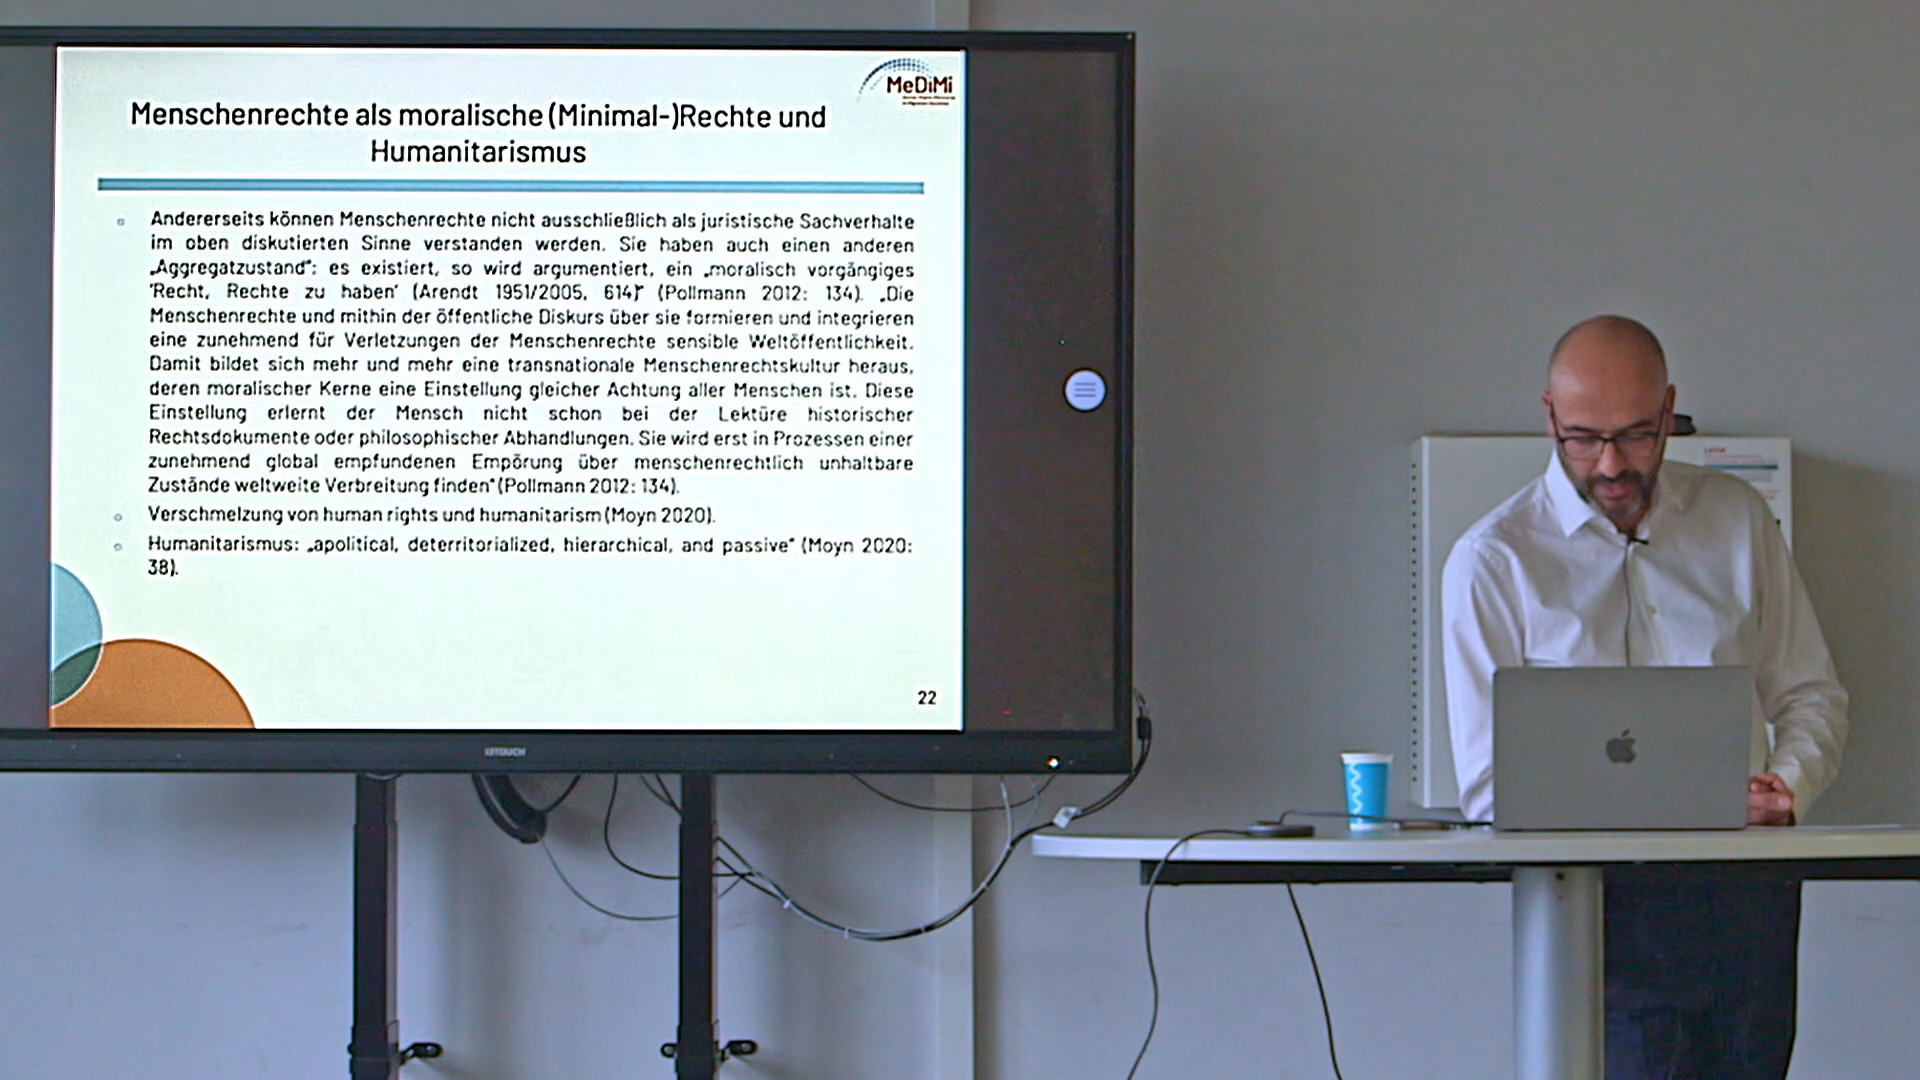 MeDiMi
Menschenrechte als moralische (Minimal-)Rechte und
Humanitarismus
Andererseits können Menschenrechte nicht ausschließlich als juristische Sachverhalte
im oben diskutierten Sinne verstanden werden. Sie haben auch einen anderen
„Aggregatzustand“: es existiert, so wird argumentiert, ein „moralisch vorgängiges
'Recht, Rechte zu haben' (Arendt 1951/2005, 614)“ (Pollmann 2012: 134). „Die
Menschenrechte und mithin der öffentliche Diskurs über sie formieren und integrieren
eine zunehmend für Verletzungen der Menschenrechte sensible Weltöffentlichkeit.
Damit bildet sich mehr und mehr eine transnationale Menschenrechtskultur heraus,
deren moralischer Kerne eine Einstellung gleicher Achtung aller Menschen ist. Diese
Einstellung erlernt der Mensch nicht schon bei der Lektüre historischer
Rechtsdokumente oder philosophischer Abhandlungen. Sie wird erst in Prozessen einer
zunehmend global empfundenen Empörung über menschenrechtlich unhaltbare
Zustände weltweite Verbreitung finden“ (Pollmann 2012: 134).
Verschmelzung von human rights und humanitarism (Moyn 2020).
Humanitarismus: „apolitical, deterritorialized, hierarchical, and passive“ (Moyn 2020:
38).
22